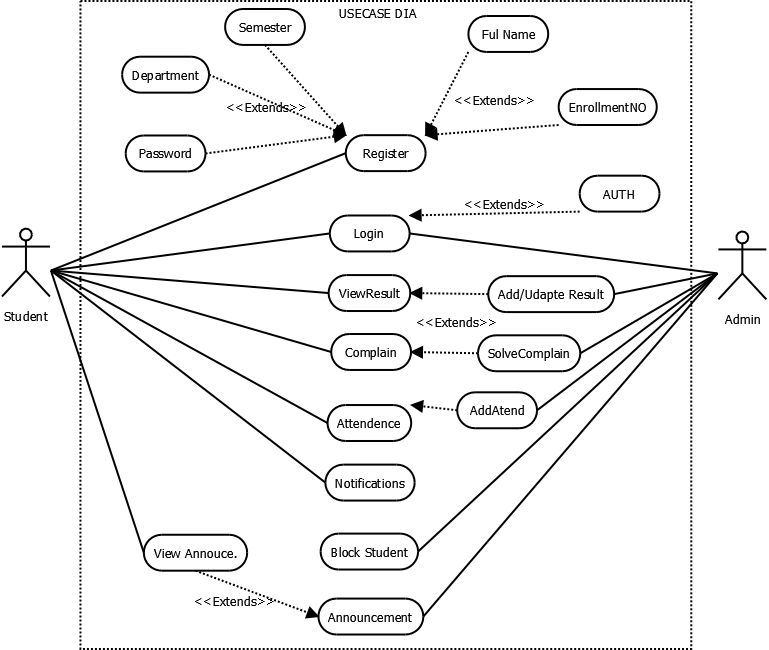 USECASE DIA
Semester
Ful Name
Department
<<Extends>>
<<Extends>>
EnrollmentNO
Password
Register
AUTH
<<Extends>>
Login
Student
Admin
ViewResult
Add/Udapte Result
<<Extends>>
Complain
SolveComplain
Attendence
AddAtend
Notifications
View Annouce.
Block Student
<<Extends>>
Announcement